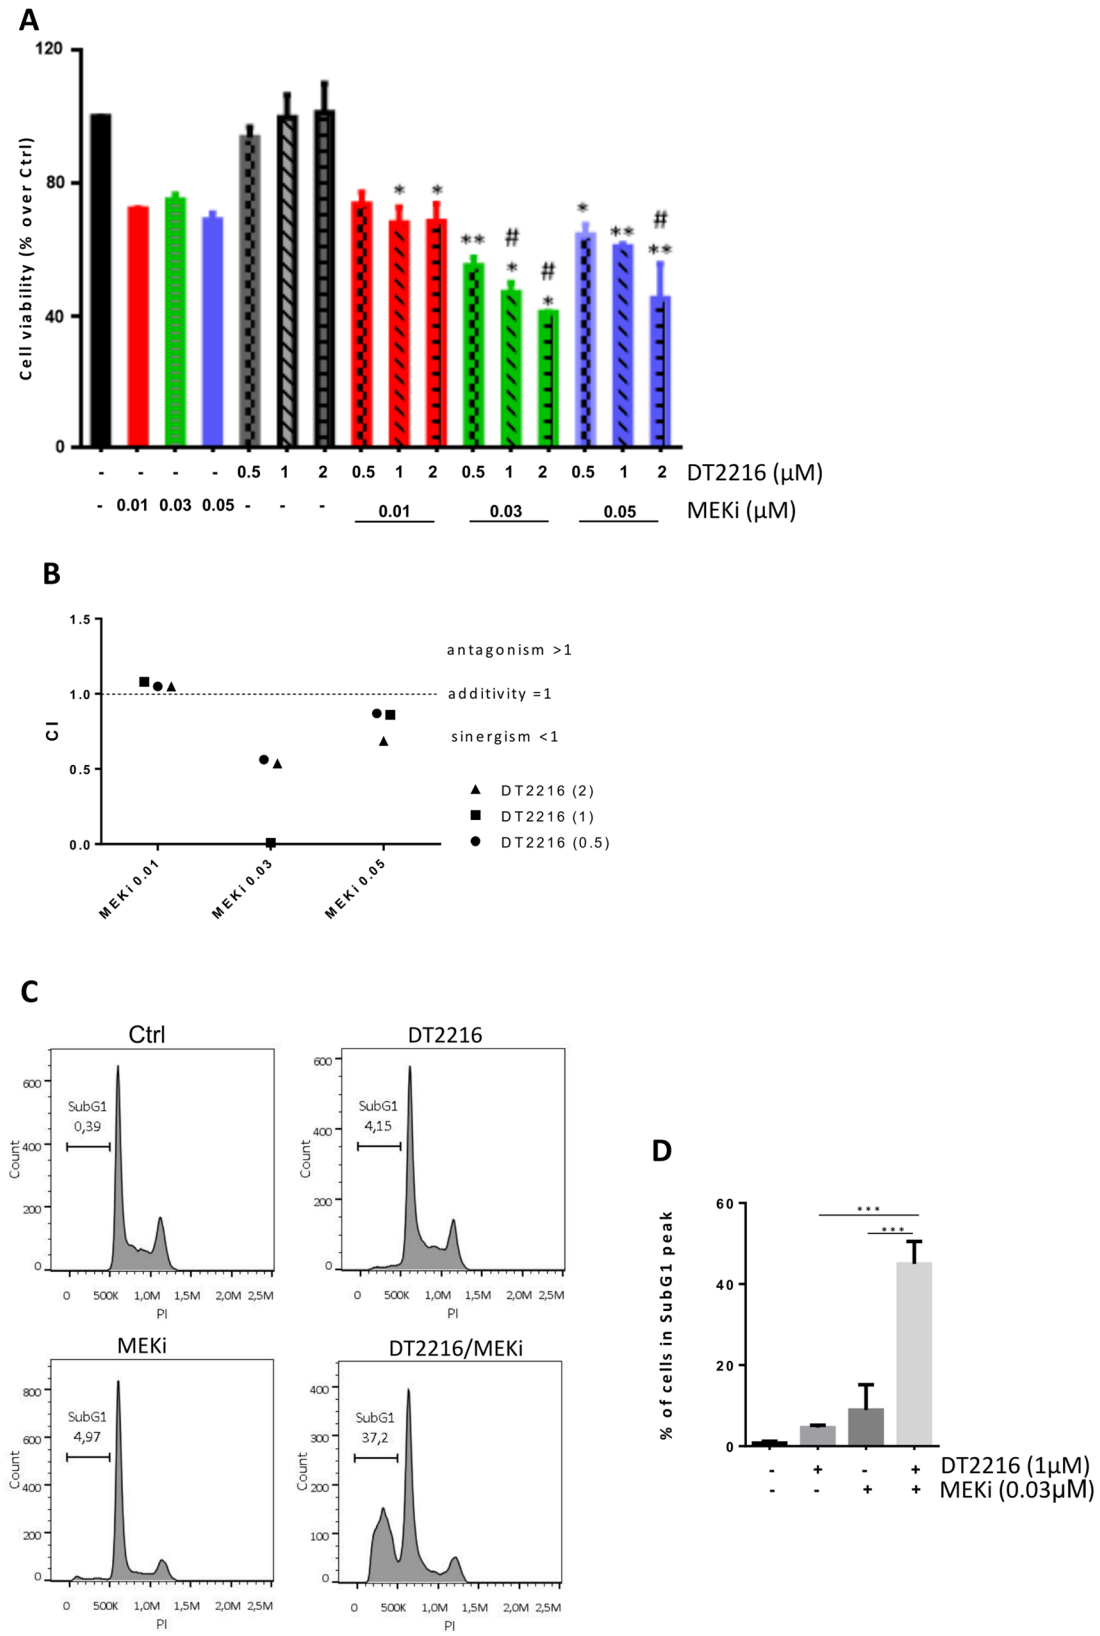 A
120
80
40
0
Cell viability (% over Ctrl)
* * ** # * # * * ** # **
- - - - 0.5 1 2 0.5 1 2 0.5 1 2 0.5 1 2 DT2216 (μM)
- 0.01 0.03 0.05 - - - 0.01 0.03 0.05 MEKi (μM)
B
1.5
1.0
0.5
0.0
CI
antagonism >1
additivity =1
sinergism <1
DT2216 (2)
DT2216 (1)
DT2216 (0.5)
MEKi 0.01
MEKi 0.03
MEKi 0.05
C
Ctrl
600
400
200
0
Count
SubG1
0,39
0 500K 1,0M 1,5M 2,0M 2,5M
PI
DT2216
600
400
200
0
Count
SubG1
4,15
0 500K 1,0M 1,5M 2,0M 2,5M
PI
MEKi
800
600
400
200
0
Count
SubG1
4,97
0 500K 1,0M 1,5M 2,0M 2,5M
PI
DT2216/MEKi
400
300
200
100
0
Count
SubG1
37,2
0 500K 1,0M 1,5M 2,0M 2,5M
PI
D
60
40
20
0
% of cells in SubG1 peak
***
***
- + - + DT2216 (1μM)
- - + + MEKi (0.03μM)